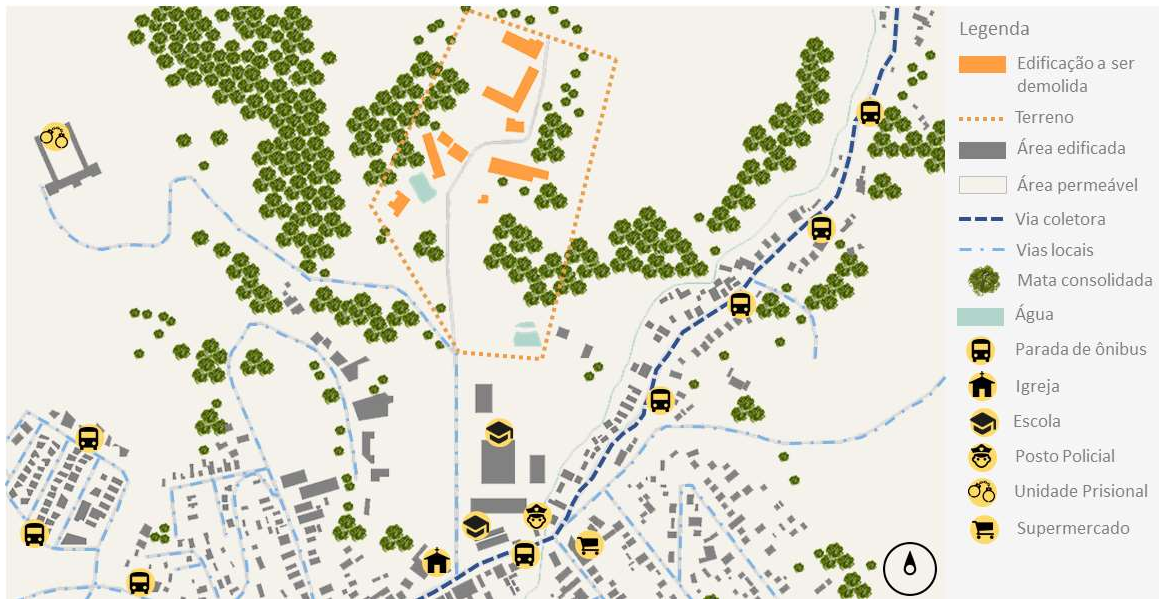 Legenda
Edificação a ser
demolida
Terreno
Área edificada
Área permeável
Via coletora
Vias locais
Mata consolidada
Água
Parada de ônibus
Igreja
Escola
Posto Policial
Unidade Prisional
Supermercado